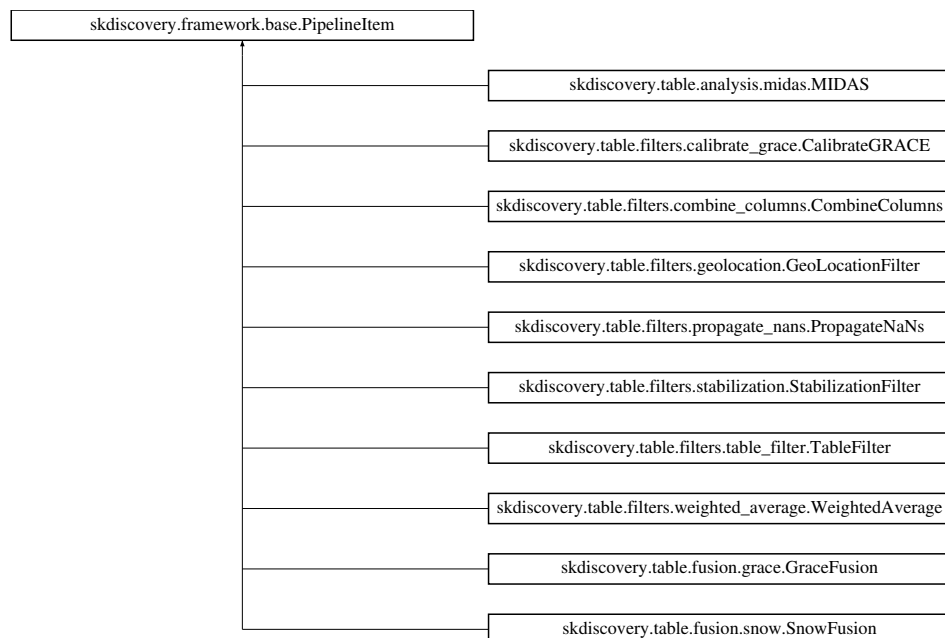 skdiscovery.framework.base.PipelineItem
skdiscovery.table.analysis.midas.MIDAS
skdiscovery.table.filters.calibrate_grace.CalibrateGRACE
skdiscovery.table.filters.combine_columns.CombineColumns
skdiscovery.table.filters.geolocation.GeoLocationFilter
skdiscovery.table.filters.propagate_nans.PropagateNaNs
skdiscovery.table.filters.stabilization.StabilizationFilter
skdiscovery.table.filters.table_filter.TableFilter
skdiscovery.table.filters.weighted_average.WeightedAverage
skdiscovery.table.fusion.grace.GraceFusion
skdiscovery.table.fusion.snow.SnowFusion